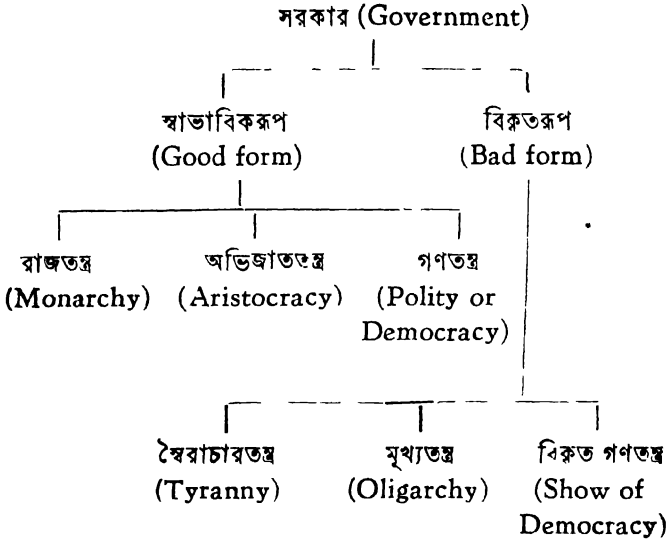 সরকার (Government)
স্বাভাবিকরূপ
(Good form)
বিকৃতরূপ
(Bad form)
রাজতন্ত্র
(Monarchy)
অভিজাততন্ত্র
(Aristocracy)
গণতন্ত্র
(Polity or
Democracy)
স্বৈরাচারতন্ত্র
(Tyranny)
মূখ্যতন্ত্র
(Oligarchy)
বিকৃত গণতন্ত্র
(Show of
Democracy)